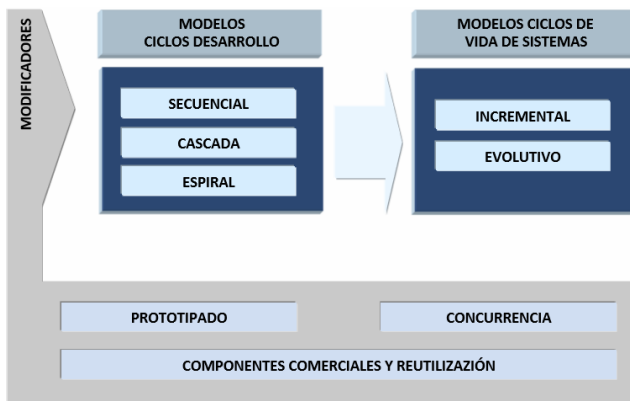 MODIFICADORES
MODELOS
CICLOS DESARROLLO
SECUENCIAL
CASCADA
ESPIRAL
MODELOS CICLOS DE
VIDA DE SISTEMAS
INCREMENTAL
EVOLUTIVO
PROTOTIPADO
CONCURRENCIA
COMPONENTES COMERCIALES Y REUTILIZAZIÓN